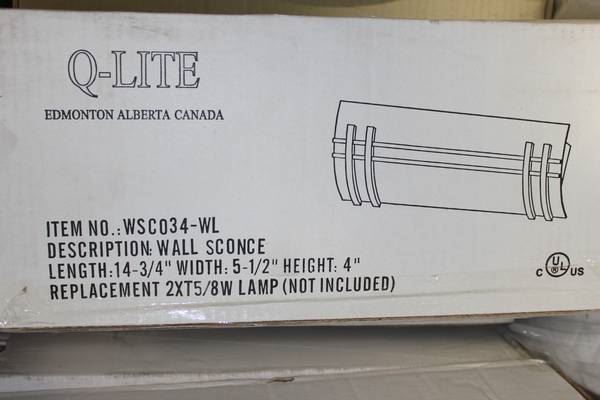 Q-LITE
EDMONTON ALBERTA CANADA
ITEM NO.:WSC034-WL
DESCRIPTION: WALL SCONCE
LENGTH:14-3/4" WIDTH: 5-1/2" HEIGHT: 4"
REPLACEMENT 2XT5/8W LAMP (NOT INCLUDED)
C UL ® US